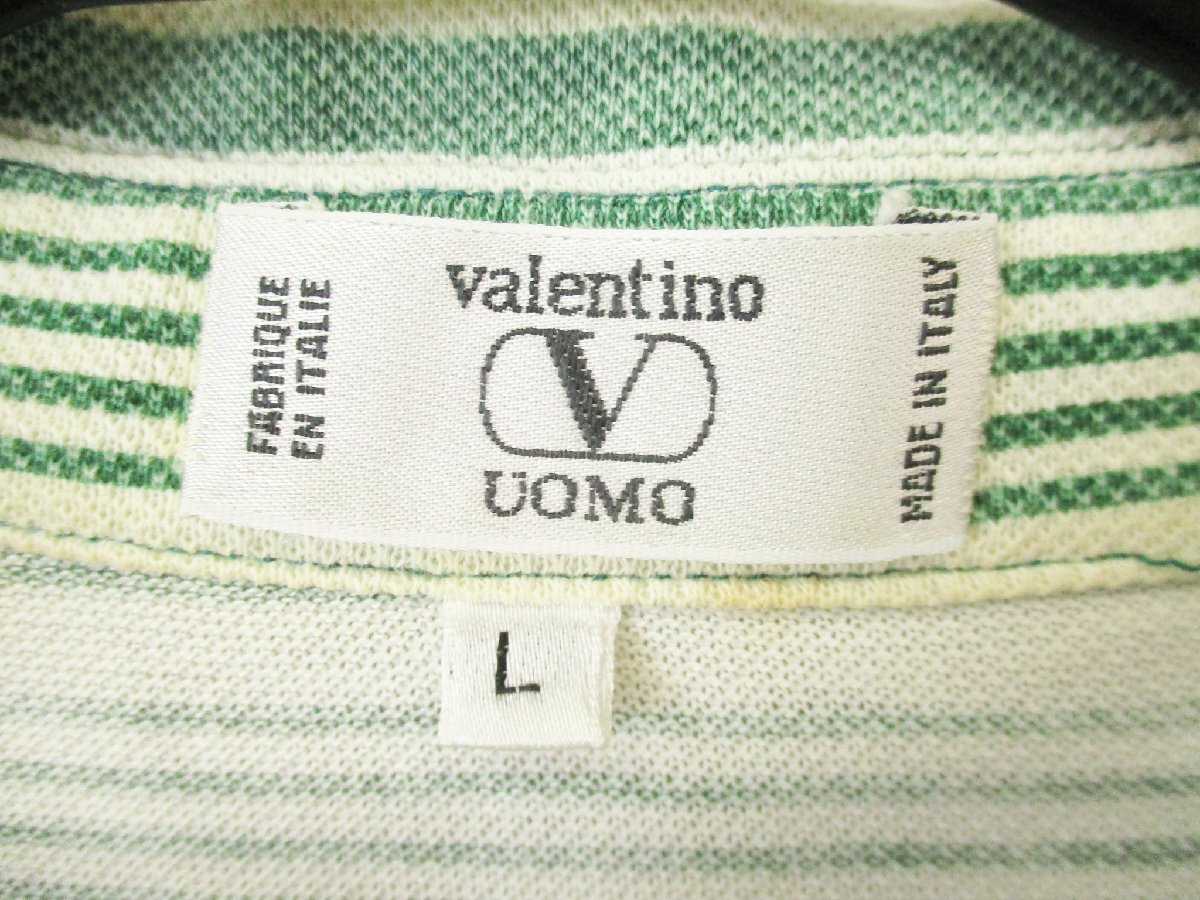 FABRIQUE
EN ITALIE
valentino
V
UOMO
MADE IN ITALY
L